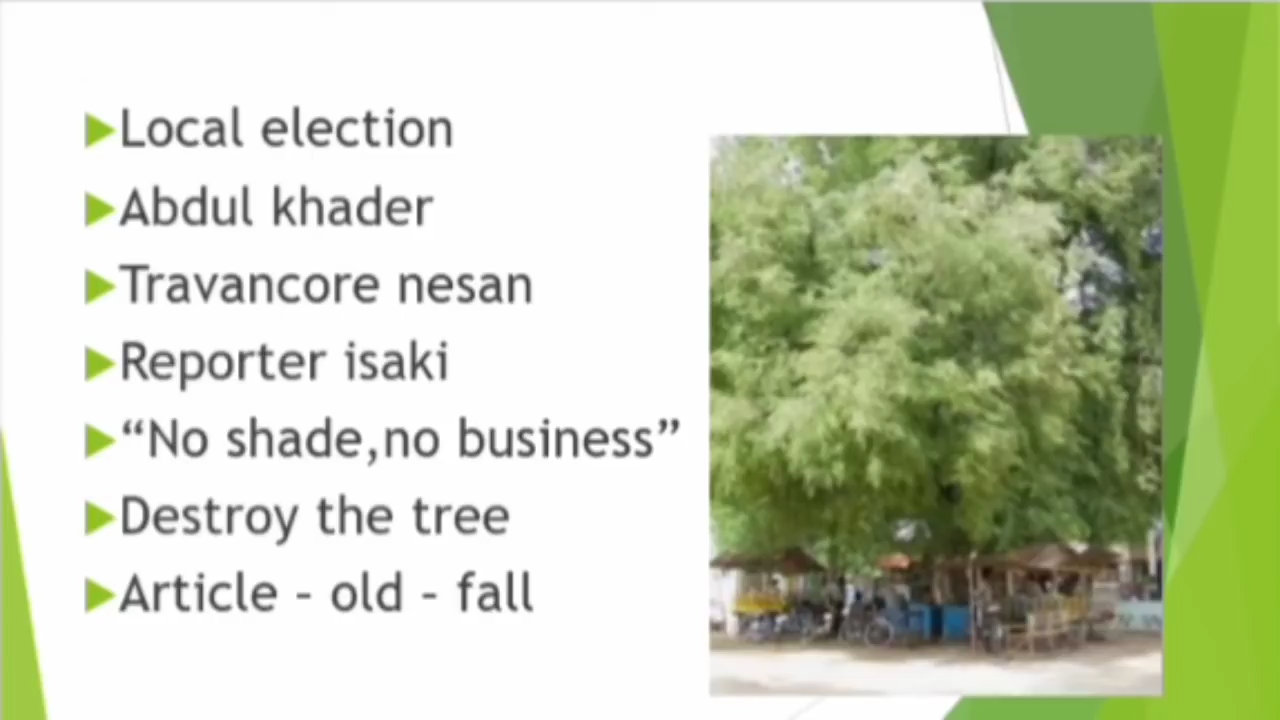 Local election
Abdul khader
Travancore nesan
Reporter isaki
“No shade,no business”
Destroy the tree
Article - old - fall